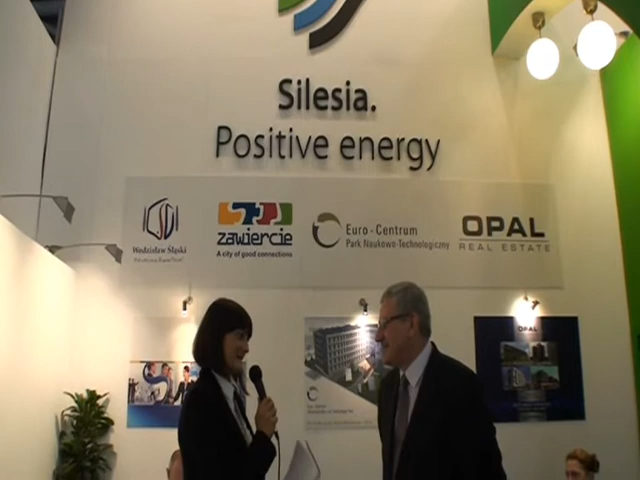 Silesia.
Positive energy
Wodzisław Śląski
zawiercie
A city of good connections
Euro-Centrum
Park Naukowo-Technologiczny
OPAL
REAL ESTATE
OPAL